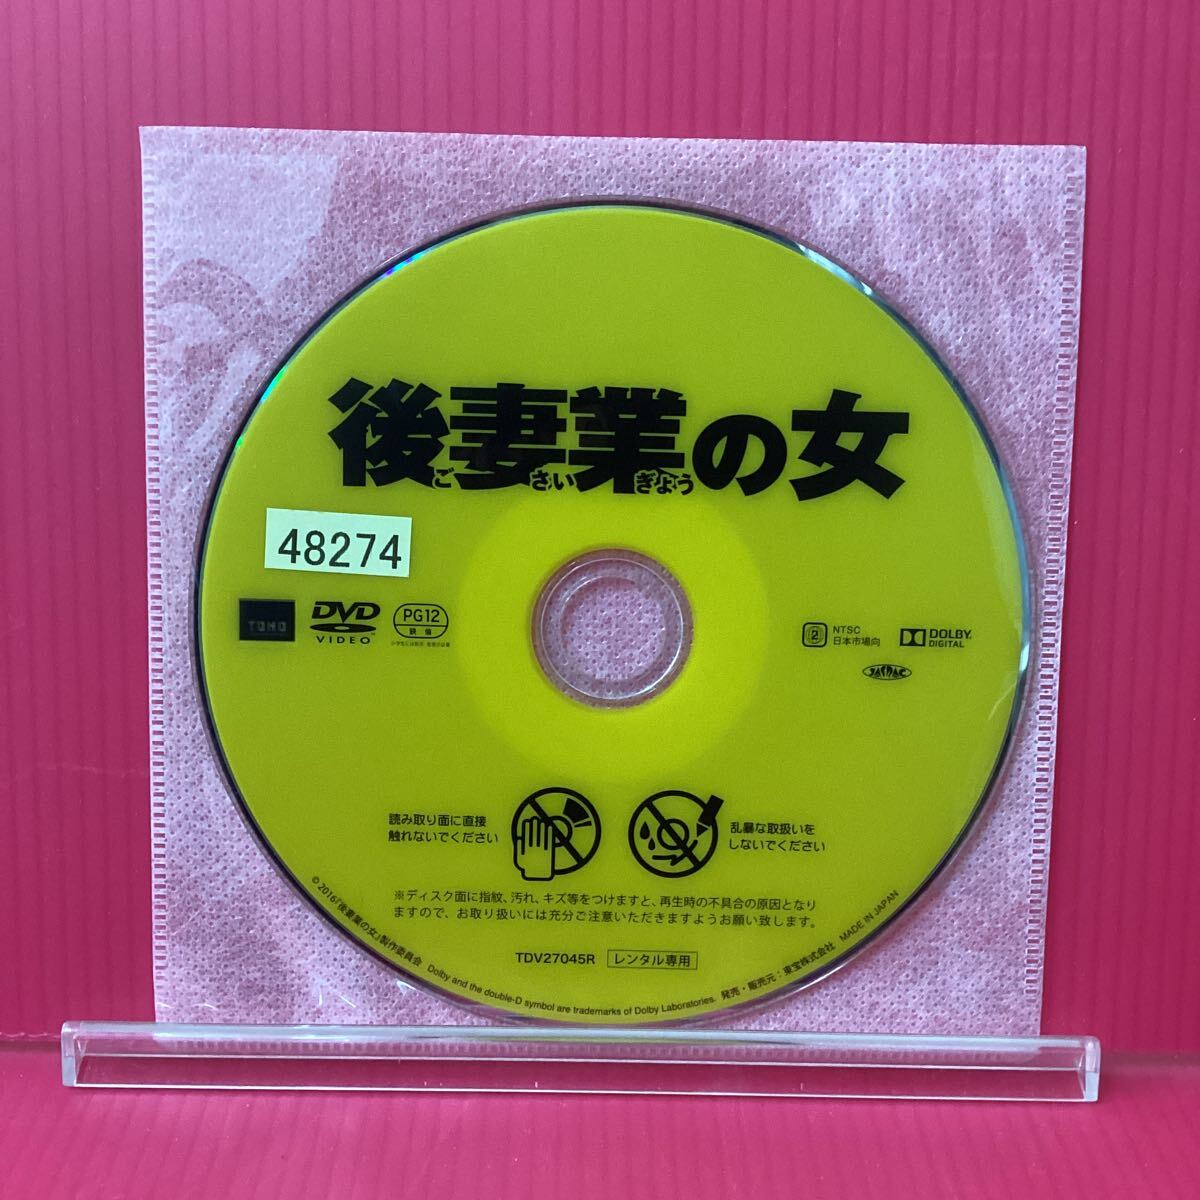 後妻業の女
ごさいぎょう
48274
TOHO
DVD
VIDEO™
PG12
映倫
2
NTSC
日本市場向
DOLBY
DIGITAL
JASRAC
読み取り面に直接
触れないでください
乱暴な取扱いを
しないでください
※ディスク面に指紋、汚れ、キズ等をつけますと、再生時の不具合の原因となり
ますので、お取り扱いには充分ご注意いただきますようお願い致します。
TDV27045R レンタル専用
© 2016「後妻業の女」製作委員会 Dolby and the double-D symbol are trademarks of Dolby Laboratories. 発売・販売元：東宝株式会社 MADE IN JAPAN